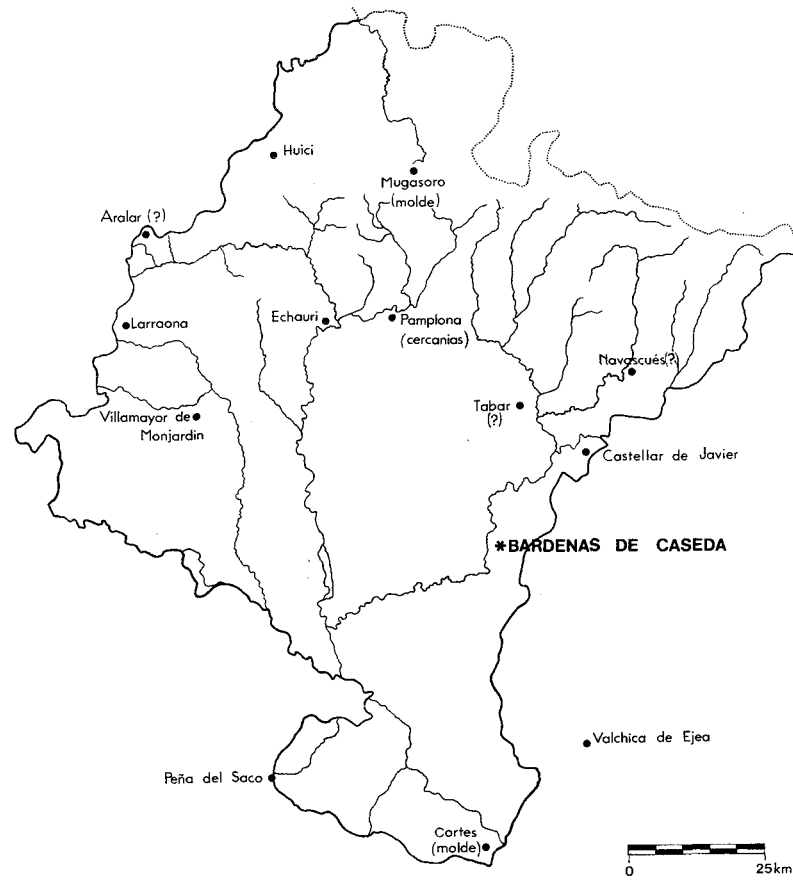 Huici
Mugasoro
(molde)
Aralar (?)
Larraona
Echauri
Pamplona
(cercanias)
Navascués(?)
Villamayor de
Monjardin
Tabar
(?)
Castellar de Javier
*BARDENAS DE CASEDA
Valchica de Ejea
Peña del Saco
Cortes
(molde)
0 25km